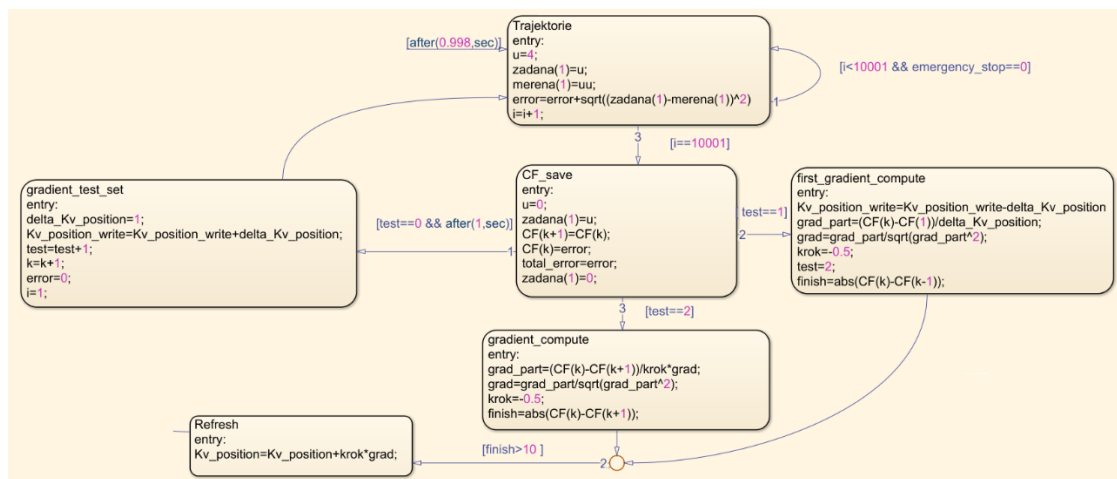 Trajektorie
entry:
u=4;
zadana(1)=u;
merena(1)=uu;
error=error+sqrt((zadana(1)-merena(1))^2)
i=i+1;
[after(0.998,sec)]
[i<10001 && emergency_stop==0]
1
3
[i==10001]
gradient_test_set
entry:
delta_Kv_position=1;
Kv_position_write=Kv_position_write+delta_Kv_position;
test=test+1;
k=k+1;
error=0;
i=1;
[test==0 && after(1,sec)]
1
CF_save
entry:
u=0;
zadana(1)=u;
CF(k+1)=CF(k);
CF(k)=error;
total_error=error;
zadana(1)=0;
[ test==1]
2
first_gradient_compute
entry:
Kv_position_write=Kv_position_write-delta_Kv_position
grad_part=(CF(k)-CF(1))/delta_Kv_position;
grad=grad_part/sqrt(grad_part^2);
krok=-0.5;
test=2;
finish=abs(CF(k)-CF(k-1));
3
[test==2]
gradient_compute
entry:
grad_part=(CF(k)-CF(k+1))/krok*grad;
grad=grad_part/sqrt(grad_part^2);
krok=-0.5;
finish=abs(CF(k)-CF(k+1));
Refresh
entry:
Kv_position=Kv_position+krok*grad;
[finish>10 ]
2